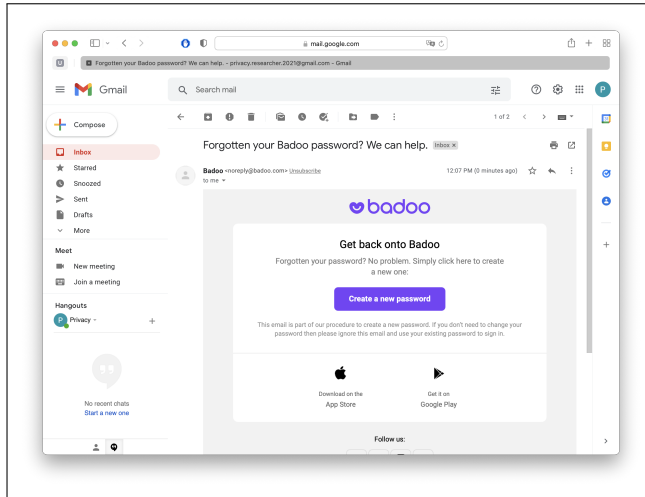 mail.google.com
Forgotten your Badoo password? We can help. - privacy.researcher.2021@gmail.com - Gmail
Gmail
Search mail
P
Compose
1 of 2
Inbox
Starred
Snoozed
Sent
Drafts
More
Meet
New meeting
Join a meeting
Hangouts
P Privacy
No recent chats
Start a new one
Forgotten your Badoo password? We can help. Inbox ×
Badoo <noreply@badoo.com> Unsubscribe
12:07 PM (0 minutes ago)
to me
badoo
Get back onto Badoo
Forgotten your password? No problem. Simply click here to create
a new one:
Create a new password
This email is part of our procedure to create a new password. If you don't need to change your
password then please ignore this email and use your existing password to sign in.
Download on the
App Store
Get it on
Google Play
Follow us: